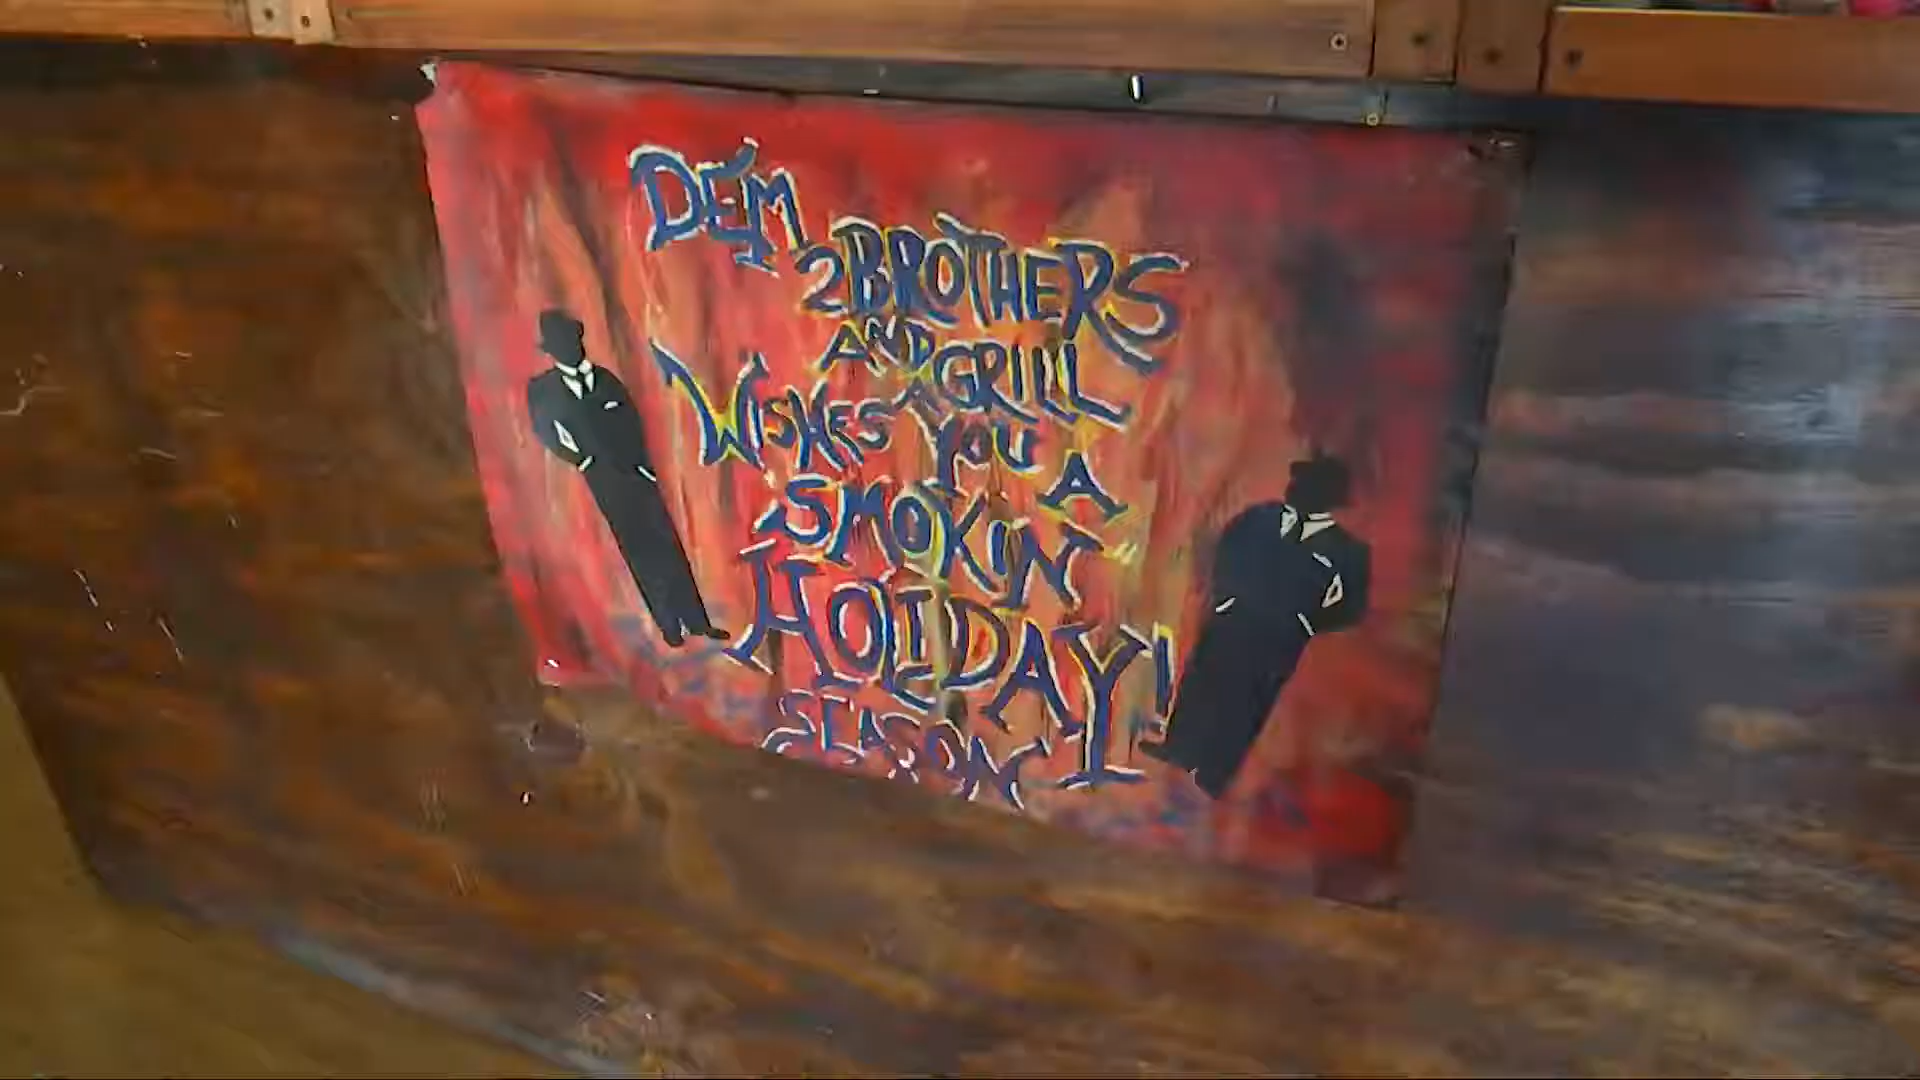 DEM
2 BROTHERS
AND A GRILL
WISHES YOU A
SMOKIN
HOLIDAY!
SEASON